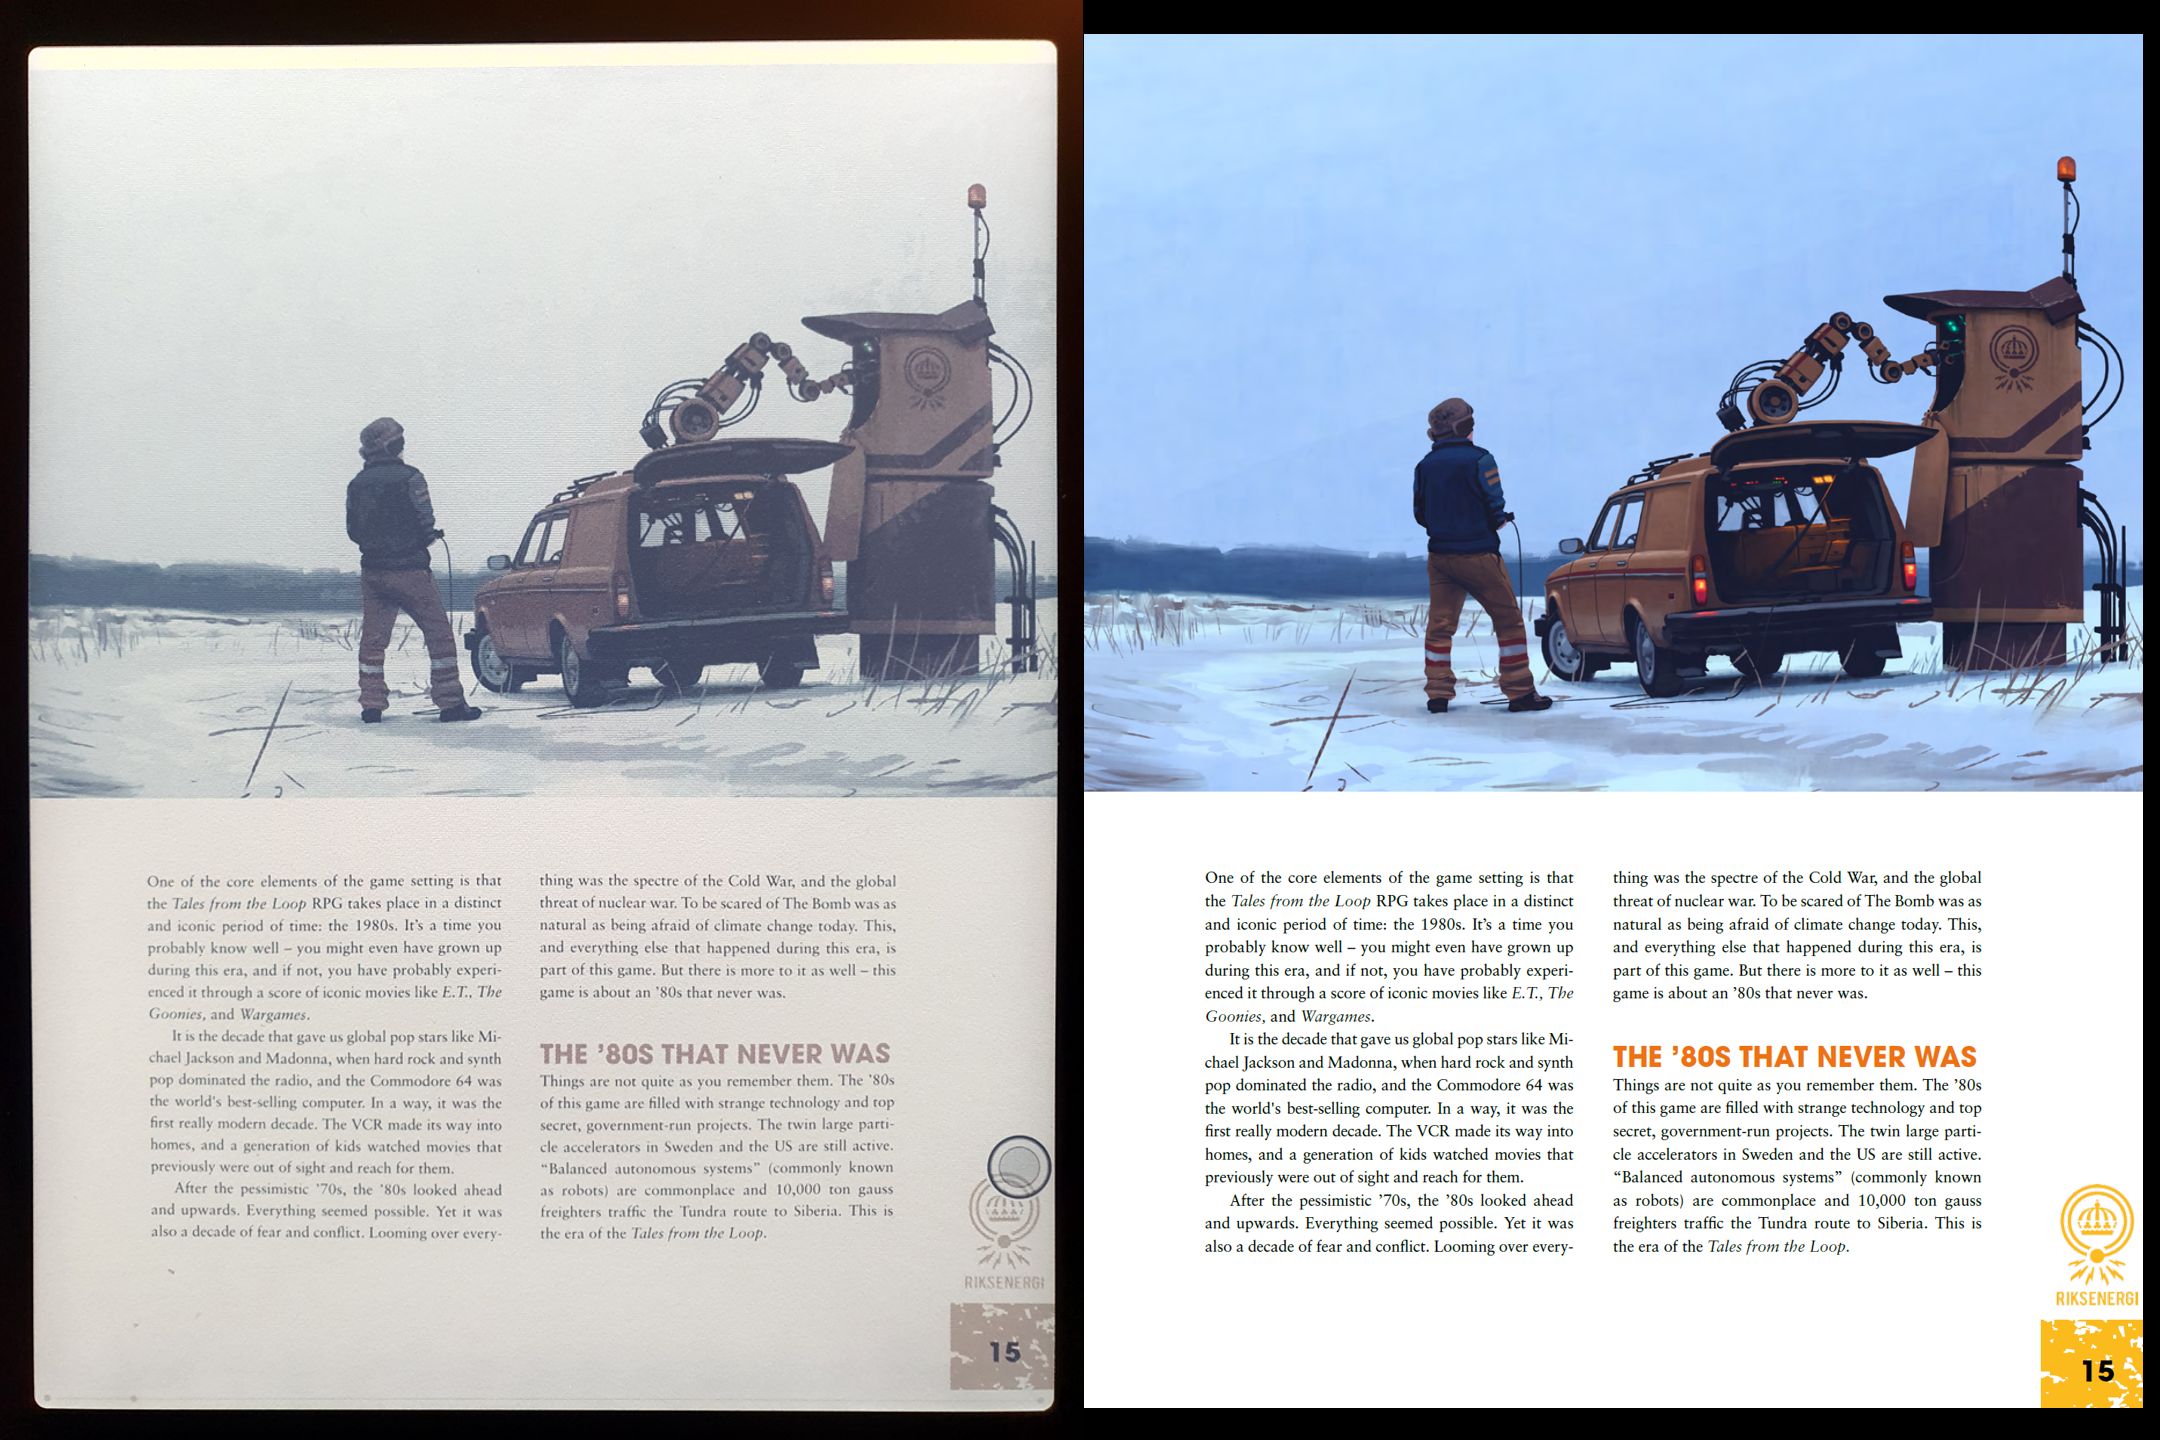 One of the core elements of the game setting is that
the Tales from the Loop RPG takes place in a distinct
and iconic period of time: the 1980s. It’s a time you
probably know well – you might even have grown up
during this era, and if not, you have probably experi-
enced it through a score of iconic movies like E.T., The
Goonies, and Wargames.
It is the decade that gave us global pop stars like Mi-
chael Jackson and Madonna, when hard rock and synth
pop dominated the radio, and the Commodore 64 was
the world's best-selling computer. In a way, it was the
first really modern decade. The VCR made its way into
homes, and a generation of kids watched movies that
previously were out of sight and reach for them.
After the pessimistic ’70s, the ’80s looked ahead
and upwards. Everything seemed possible. Yet it was
also a decade of fear and conflict. Looming over every-
thing was the spectre of the Cold War, and the global
threat of nuclear war. To be scared of The Bomb was as
natural as being afraid of climate change today. This,
and everything else that happened during this era, is
part of this game. But there is more to it as well – this
game is about an ’80s that never was.
THE ’80S THAT NEVER WAS
Things are not quite as you remember them. The ’80s
of this game are filled with strange technology and top
secret, government-run projects. The twin large parti-
cle accelerators in Sweden and the US are still active.
“Balanced autonomous systems” (commonly known
as robots) are commonplace and 10,000 ton gauss
freighters traffic the Tundra route to Siberia. This is
the era of the Tales from the Loop.
RIKSENERGI
15
One of the core elements of the game setting is that
the Tales from the Loop RPG takes place in a distinct
and iconic period of time: the 1980s. It’s a time you
probably know well – you might even have grown up
during this era, and if not, you have probably experi-
enced it through a score of iconic movies like E.T., The
Goonies, and Wargames.
It is the decade that gave us global pop stars like Mi-
chael Jackson and Madonna, when hard rock and synth
pop dominated the radio, and the Commodore 64 was
the world's best-selling computer. In a way, it was the
first really modern decade. The VCR made its way into
homes, and a generation of kids watched movies that
previously were out of sight and reach for them.
After the pessimistic ’70s, the ’80s looked ahead
and upwards. Everything seemed possible. Yet it was
also a decade of fear and conflict. Looming over every-
thing was the spectre of the Cold War, and the global
threat of nuclear war. To be scared of The Bomb was as
natural as being afraid of climate change today. This,
and everything else that happened during this era, is
part of this game. But there is more to it as well – this
game is about an ’80s that never was.
THE ’80S THAT NEVER WAS
Things are not quite as you remember them. The ’80s
of this game are filled with strange technology and top
secret, government-run projects. The twin large parti-
cle accelerators in Sweden and the US are still active.
“Balanced autonomous systems” (commonly known
as robots) are commonplace and 10,000 ton gauss
freighters traffic the Tundra route to Siberia. This is
the era of the Tales from the Loop.
RIKSENERGI
15